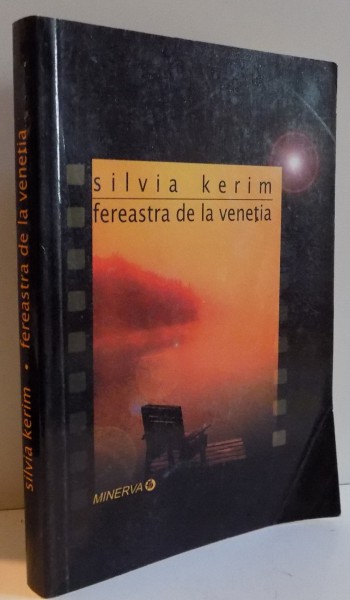 silvia kerim
fereastra de la veneția
MINERVA
silvia kerim • fereastra de la veneția